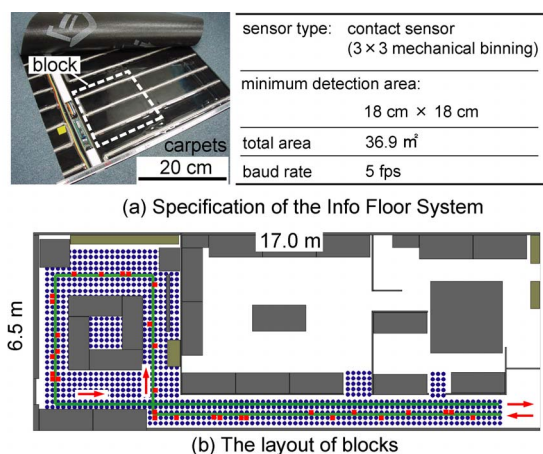 block
carpets
20 cm
sensor type: contact sensor
(3×3 mechanical binning)
minimum detection area:
18 cm × 18 cm
total area 36.9 ㎡
baud rate 5 fps
(a) Specification of the Info Floor System
17.0 m
6.5 m
(b) The layout of blocks